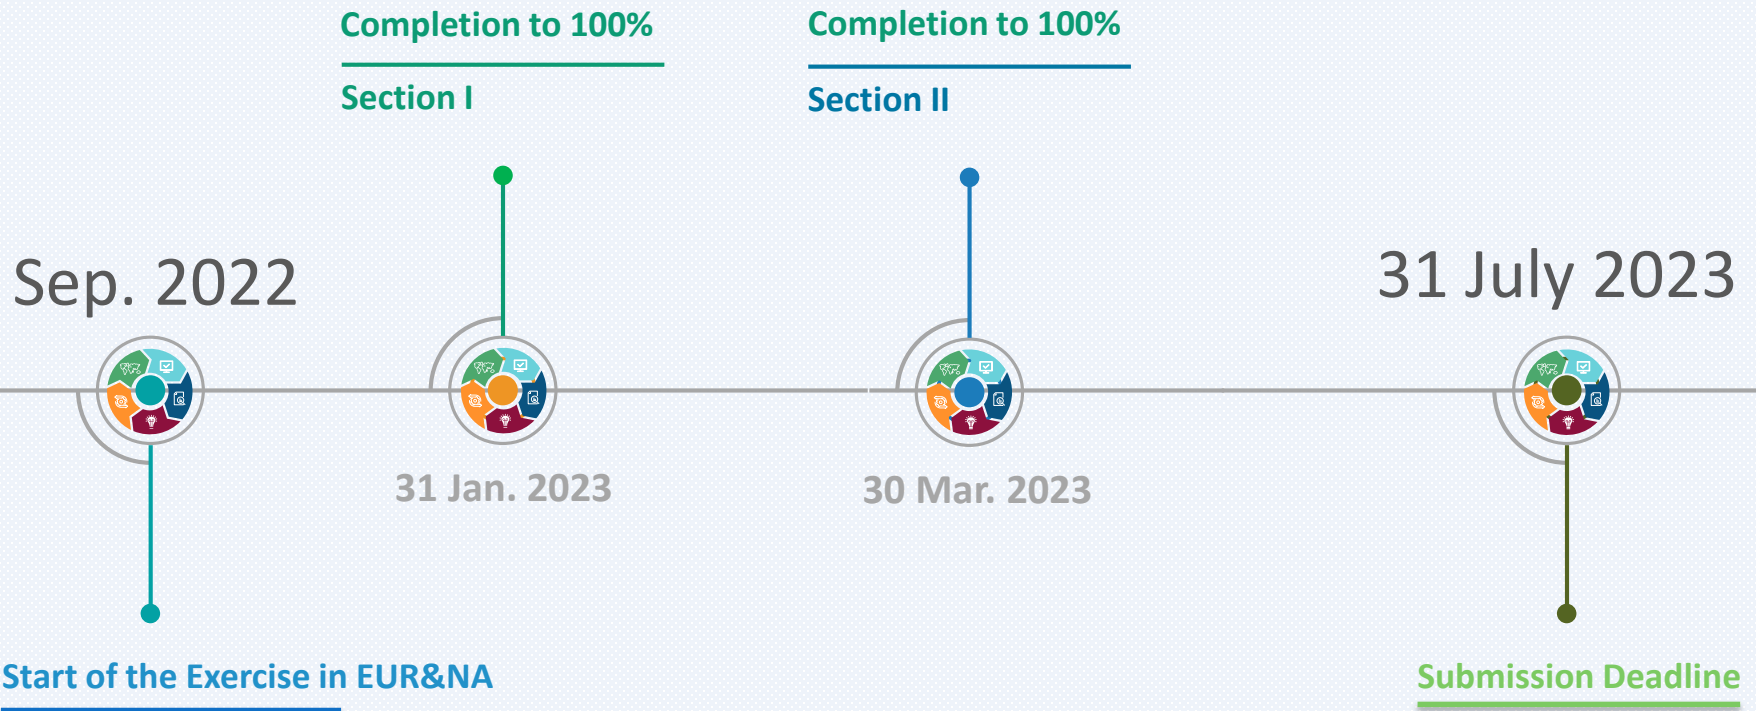 Completion to 100%
Section I
Completion to 100%
Section II
Sep. 2022
31 July 2023
31 Jan. 2023
30 Mar. 2023
Start of the Exercise in EUR&NA
Submission Deadline